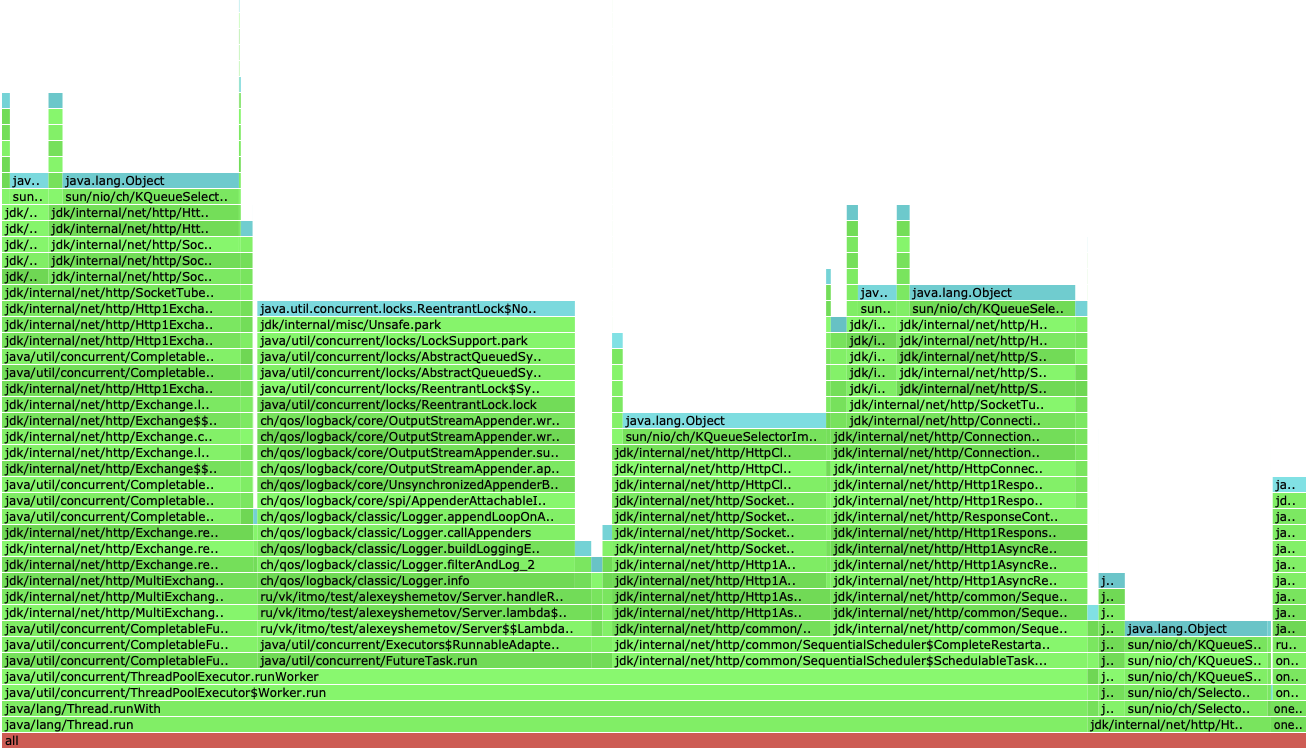 jav.. java.lang.Object
sun.. sun/nio/ch/KQueueSelect..
jdk/.. jdk/internal/net/http/Htt..
jdk/.. jdk/internal/net/http/Htt..
jdk/.. jdk/internal/net/http/Soc..
jdk/.. jdk/internal/net/http/Soc..
jdk/.. jdk/internal/net/http/Soc..
jdk/internal/net/http/SocketTube.. jav.. java.lang.Object
jdk/internal/net/http/Http1Excha.. java.util.concurrent.locks.ReentrantLock$No.. sun.. sun/nio/ch/KQueueSele..
jdk/internal/net/http/Http1Excha.. jdk/internal/misc/Unsafe.park jdk/i.. jdk/internal/net/http/H..
jdk/internal/net/http/Http1Excha.. java/util/concurrent/locks/LockSupport.park jdk/i.. jdk/internal/net/http/H..
java/util/concurrent/Completable.. java/util/concurrent/locks/AbstractQueuedSy.. jdk/i.. jdk/internal/net/http/S..
java/util/concurrent/Completable.. java/util/concurrent/locks/AbstractQueuedSy.. jdk/i.. jdk/internal/net/http/S..
jdk/internal/net/http/Http1Excha.. java/util/concurrent/locks/ReentrantLock$Sy.. jdk/i.. jdk/internal/net/http/S..
jdk/internal/net/http/Exchange.l.. java/util/concurrent/locks/ReentrantLock.lock jdk/internal/net/http/SocketTu..
jdk/internal/net/http/Exchange$$.. ch/qos/logback/core/OutputStreamAppender.wr.. java.lang.Object jdk/internal/net/http/Connecti..
jdk/internal/net/http/Exchange.c.. ch/qos/logback/core/OutputStreamAppender.wr.. sun/nio/ch/KQueueSelectorIm.. jdk/internal/net/http/Connection..
jdk/internal/net/http/Exchange.l.. ch/qos/logback/core/OutputStreamAppender.su.. jdk/internal/net/http/HttpCl.. jdk/internal/net/http/Connection..
jdk/internal/net/http/Exchange$$.. ch/qos/logback/core/OutputStreamAppender.ap.. jdk/internal/net/http/HttpCl.. jdk/internal/net/http/HttpConnec..
java/util/concurrent/Completable.. ch/qos/logback/core/UnsynchronizedAppenderB.. jdk/internal/net/http/HttpCl.. jdk/internal/net/http/Http1Respo.. ja..
java/util/concurrent/Completable.. ch/qos/logback/core/spi/AppenderAttachableI.. jdk/internal/net/http/Socket.. jdk/internal/net/http/Http1Respo.. jd..
java/util/concurrent/Completable.. ch/qos/logback/classic/Logger.appendLoopOnA.. jdk/internal/net/http/Socket.. jdk/internal/net/http/ResponseCont.. ja..
jdk/internal/net/http/Exchange.re.. ch/qos/logback/classic/Logger.callAppenders jdk/internal/net/http/Socket.. jdk/internal/net/http/Http1Respons.. ja..
jdk/internal/net/http/Exchange.re.. ch/qos/logback/classic/Logger.buildLoggingE.. jdk/internal/net/http/Socket.. jdk/internal/net/http/Http1AsyncRe.. ja..
jdk/internal/net/http/Exchange.re.. ch/qos/logback/classic/Logger.filterAndLog_2 jdk/internal/net/http/Http1A.. jdk/internal/net/http/Http1AsyncRe.. ja..
jdk/internal/net/http/MultiExchang.. ch/qos/logback/classic/Logger.info jdk/internal/net/http/Http1A.. jdk/internal/net/http/Http1AsyncRe.. j.. ja..
jdk/internal/net/http/MultiExchang.. ru/vk/itmo/test/alexeyshemetov/Server.handleR.. jdk/internal/net/http/Http1As.. jdk/internal/net/http/common/Seque.. j.. ja..
jdk/internal/net/http/MultiExchang.. ru/vk/itmo/test/alexeyshemetov/Server.lambda$.. jdk/internal/net/http/Http1As.. jdk/internal/net/http/common/Seque.. j.. ja..
java/util/concurrent/CompletableFu.. ru/vk/itmo/test/alexeyshemetov/Server$$Lambda.. jdk/internal/net/http/common/.. jdk/internal/net/http/common/Seque.. j.. java.lang.Object ja..
java/util/concurrent/CompletableFu.. java/util/concurrent/Executors$RunnableAdapte.. jdk/internal/net/http/common/SequentialScheduler$CompleteRestarta.. j.. sun/nio/ch/KQueueS.. ru..
java/util/concurrent/CompletableFu.. java/util/concurrent/FutureTask.run jdk/internal/net/http/common/SequentialScheduler$SchedulableTask... j.. sun/nio/ch/KQueueS.. on..
java/util/concurrent/ThreadPoolExecutor.runWorker j.. sun/nio/ch/KQueueS.. on..
java/util/concurrent/ThreadPoolExecutor$Worker.run j.. sun/nio/ch/Selecto.. on..
java/lang/Thread.runWith j.. sun/nio/ch/Selecto.. one..
java/lang/Thread.run jdk/internal/net/http/Ht.. one..
all